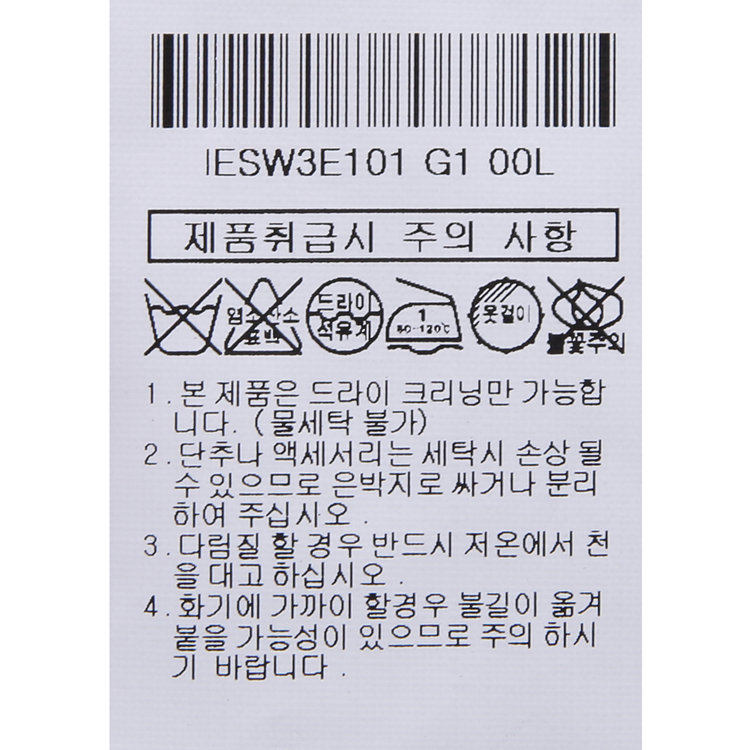 IESW3E101 G1 00L
제품취급시 주의 사항
염소산소
표백
드라이
석유계
1
80-120℃
옷걸이
불꽃주의
1.본 제품은 드라이 크리닝만 가능합
니다. (물세탁 불가)
2.단추나 액세서리는 세탁시 손상 될
수 있으므로 은박지로 싸거나 분리
하여 주십시오 .
3.다림질 할 경우 반드시 저온에서 천
을 대고 하십시오 .
4.화기에 가까이 할경우 불길이 옮겨
붙을 가능성이 있으므로 주의 하시
기 바랍니다 .